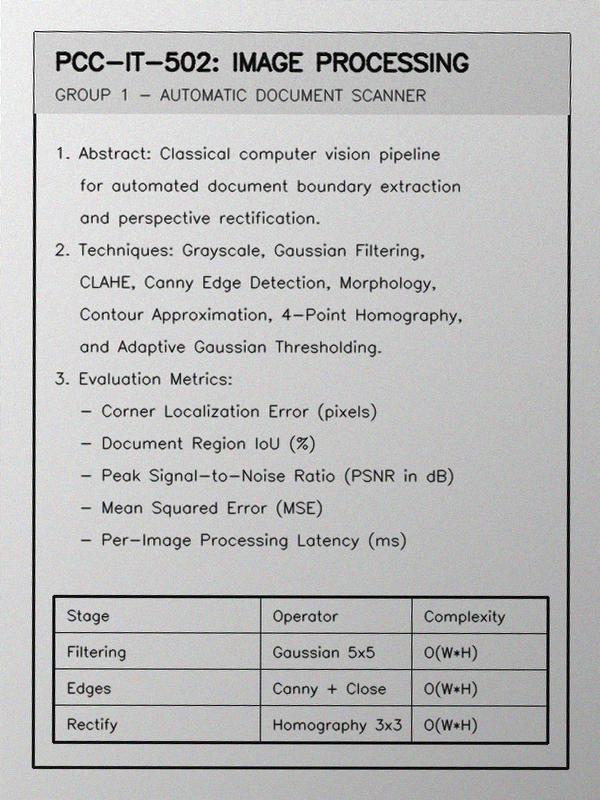 PCC-IT-502: IMAGE PROCESSING
GROUP 1 - AUTOMATIC DOCUMENT SCANNER
1. Abstract: Classical computer vision pipeline
for automated document boundary extraction
and perspective rectification.
2. Techniques: Grayscale, Gaussian Filtering,
CLAHE, Canny Edge Detection, Morphology,
Contour Approximation, 4-Point Homography,
and Adaptive Gaussian Thresholding.
3. Evaluation Metrics:
- Corner Localization Error (pixels)
- Document Region IoU (%)
- Peak Signal-to-Noise Ratio (PSNR in dB)
- Mean Squared Error (MSE)
- Per-Image Processing Latency (ms)
Stage Operator Complexity
Filtering Gaussian 5x5 O(W*H)
Edges Canny + Close O(W*H)
Rectify Homography 3x3 O(W*H)